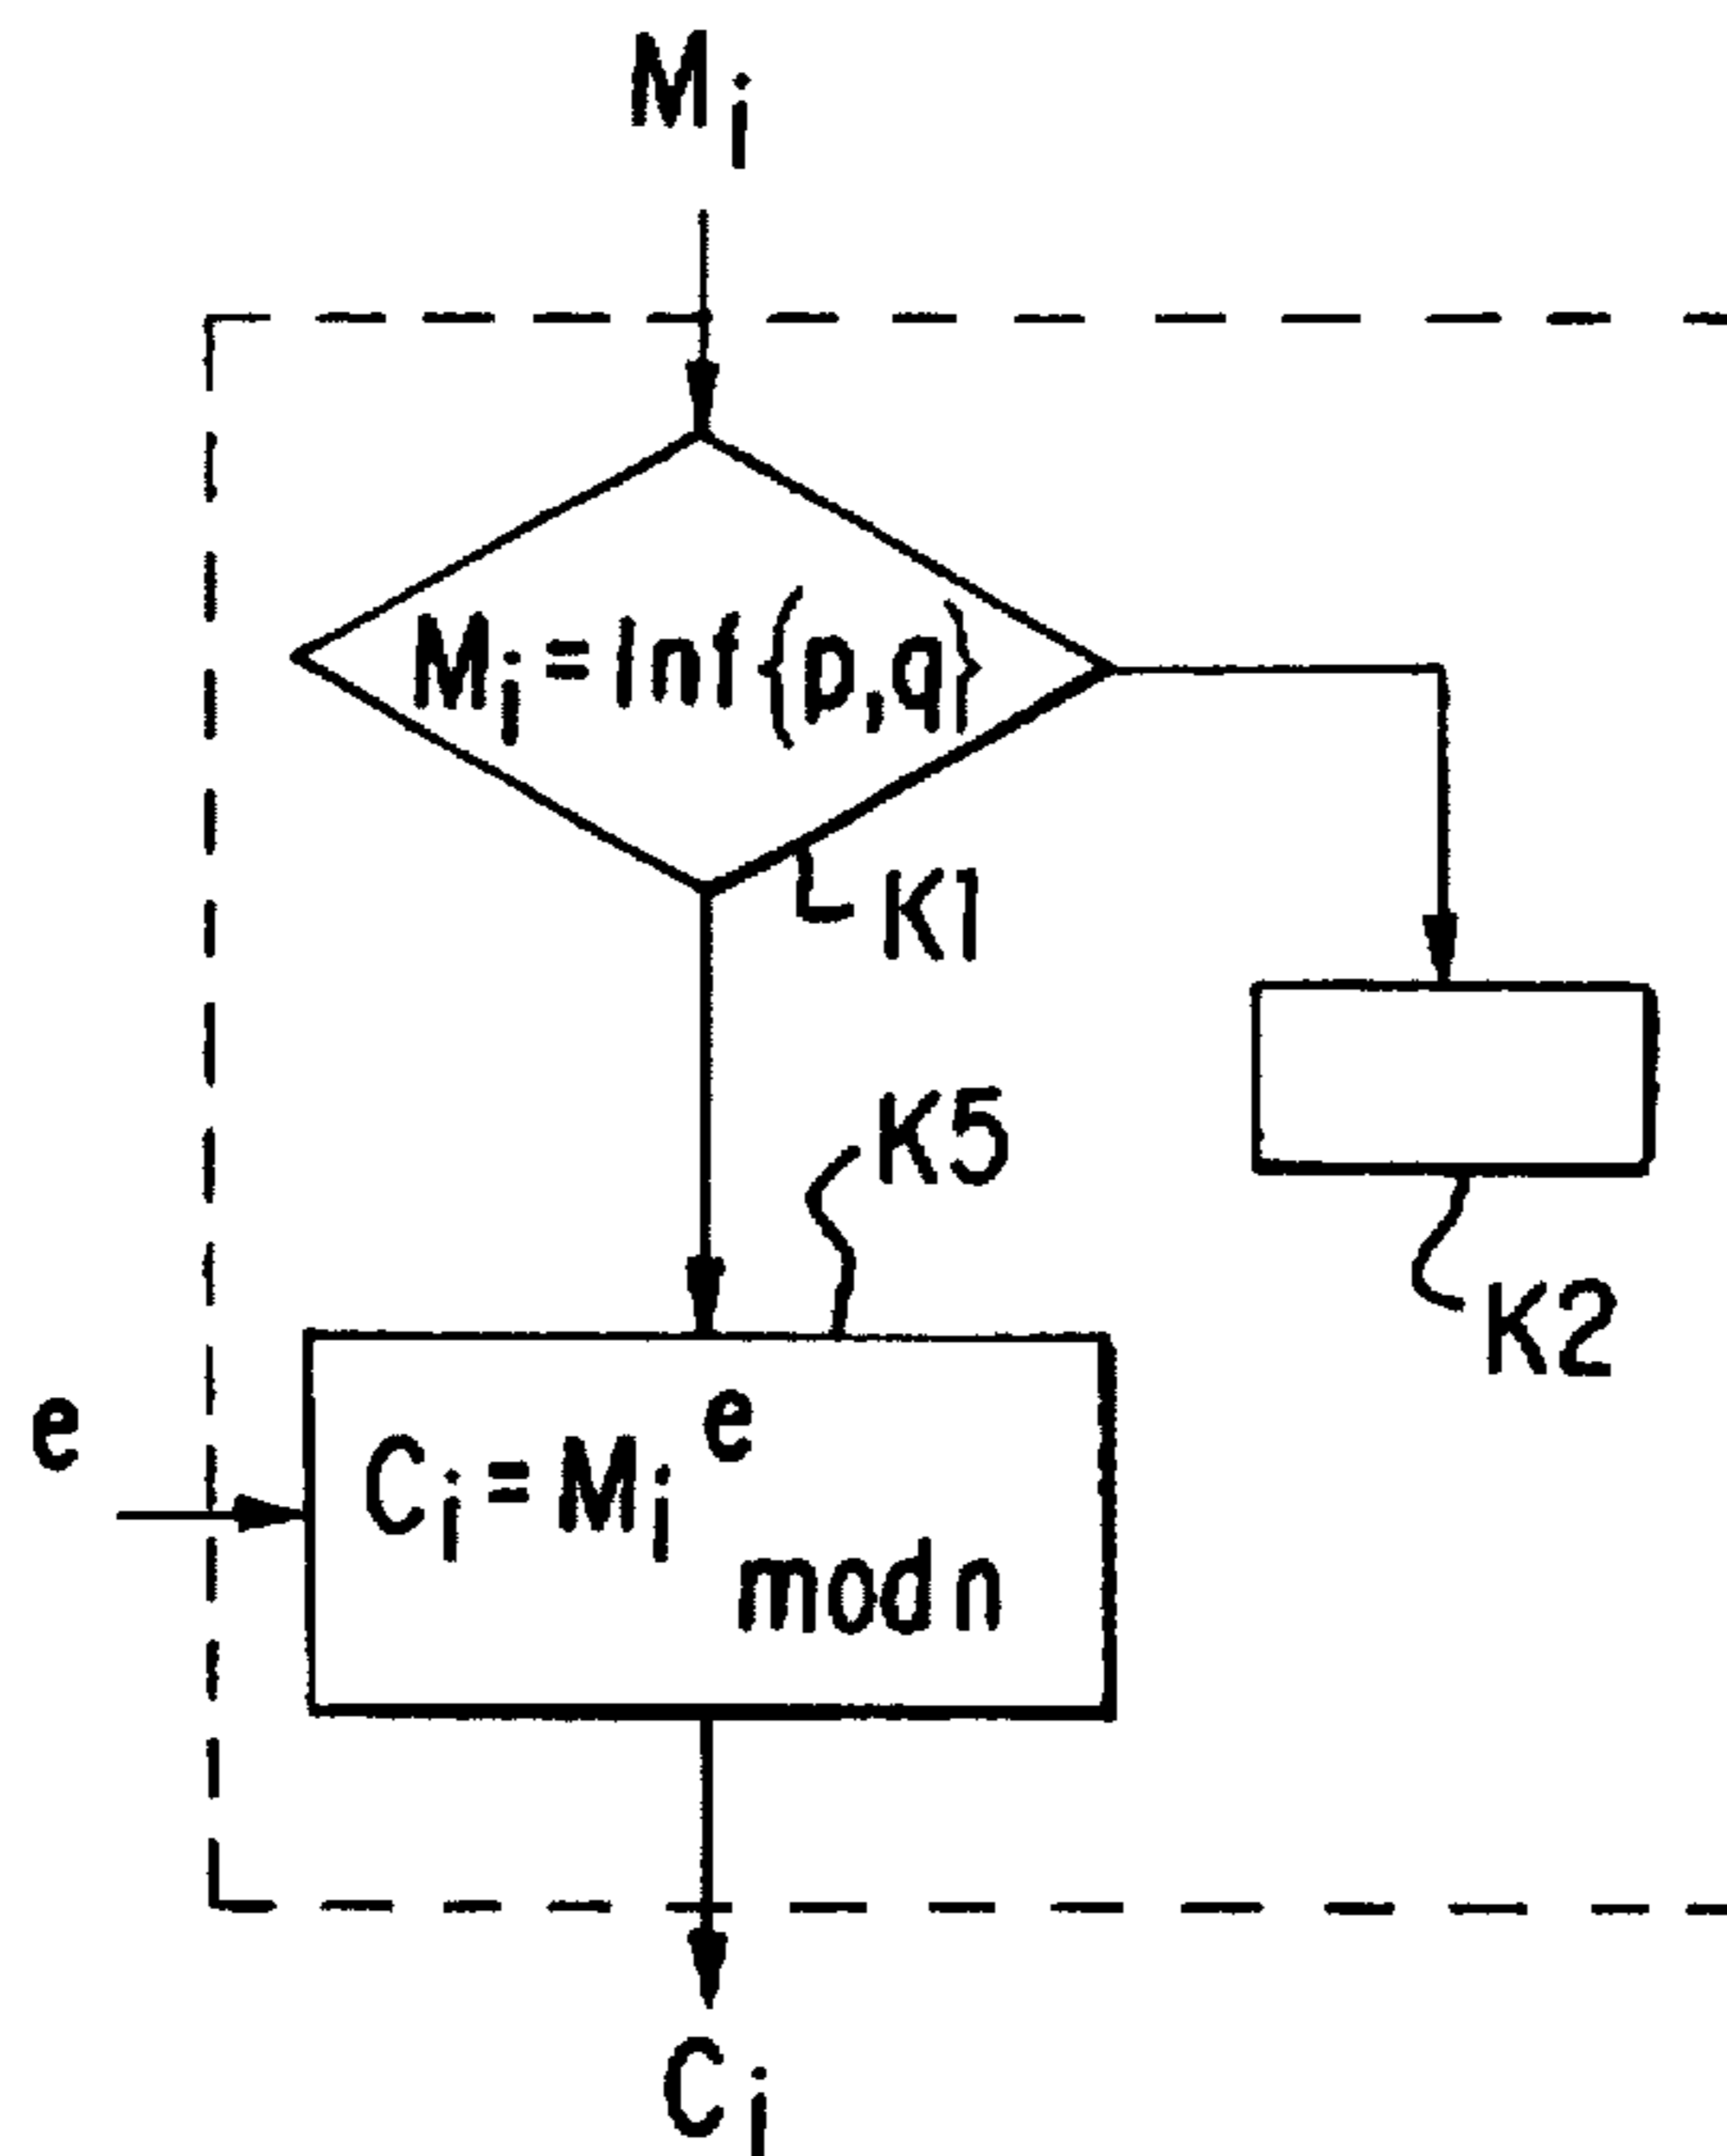 Mi
Mi = Inf {p,q}
K1
K5
K2
e
Ci = Mi e
mod n
Ci